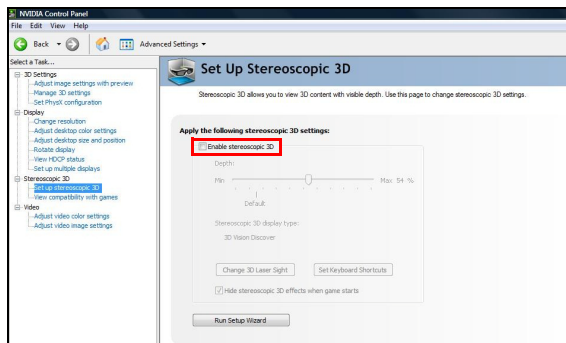 NVIDIA Control Panel
File Edit View Help
Back Advanced Settings
Select a Task...
3D Settings
Adjust image settings with preview
Manage 3D settings
Set PhysX configuration
Display
Change resolution
Adjust desktop color settings
Adjust desktop size and position
Rotate display
View HDCP status
Set up multiple displays
Stereoscopic 3D
Set up stereoscopic 3D
View compatibility with games
Video
Adjust video color settings
Adjust video image settings
Set Up Stereoscopic 3D
Stereoscopic 3D allows you to view 3D content with visible depth. Use this page to change stereoscopic 3D settings.
Apply the following stereoscopic 3D settings:
Enable stereoscopic 3D
Depth:
Min Max 54 %
Default
Stereoscopic 3D display type:
3D Vision Discover
Change 3D Laser Sight Set Keyboard Shortcuts
Hide stereoscopic 3D effects when game starts
Run Setup Wizard